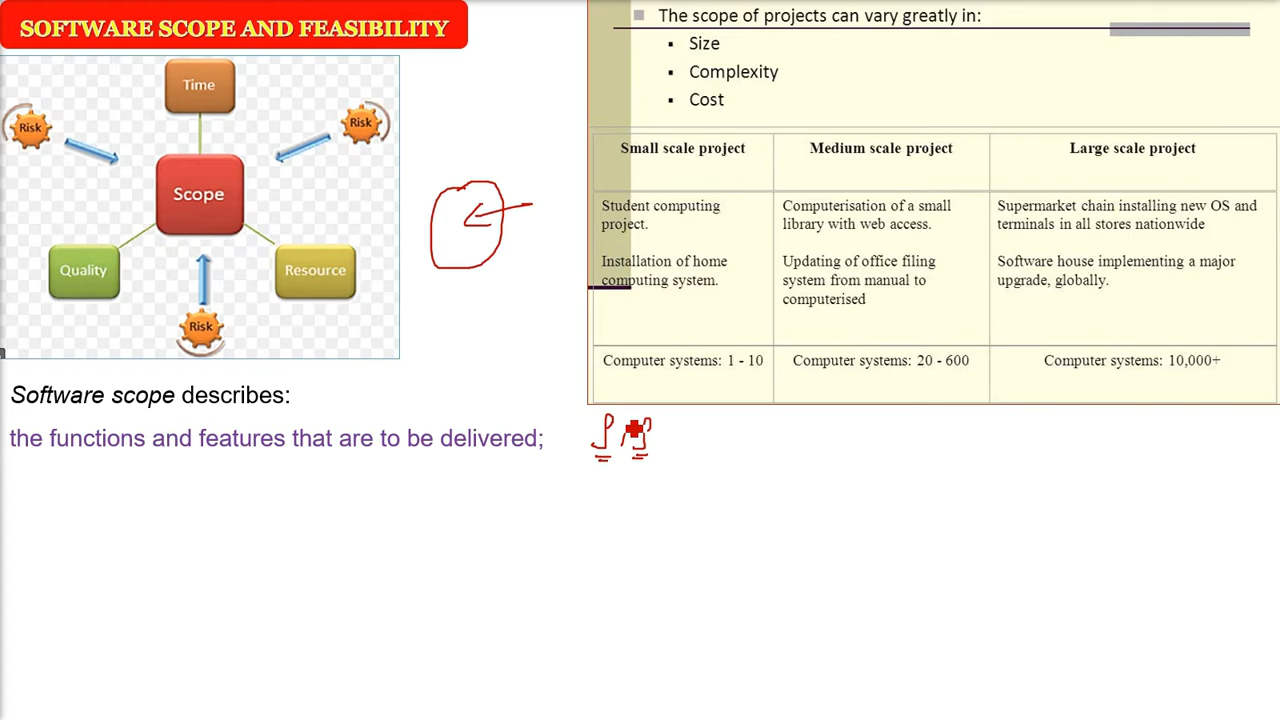 SOFTWARE SCOPE AND FEASIBILITY
Time
Risk
Risk
Scope
Quality
Resource
Risk
Software scope describes:
the functions and features that are to be delivered;
The scope of projects can vary greatly in:
Size
Complexity
Cost
Small scale project
Medium scale project
Large scale project
Student computing
project.
Installation of home
computing system.
Computerisation of a small
library with web access.
Updating of office filing
system from manual to
computerised
Supermarket chain installing new OS and
terminals in all stores nationwide
Software house implementing a major
upgrade, globally.
Computer systems: 1 - 10
Computer systems: 20 - 600
Computer systems: 10,000+